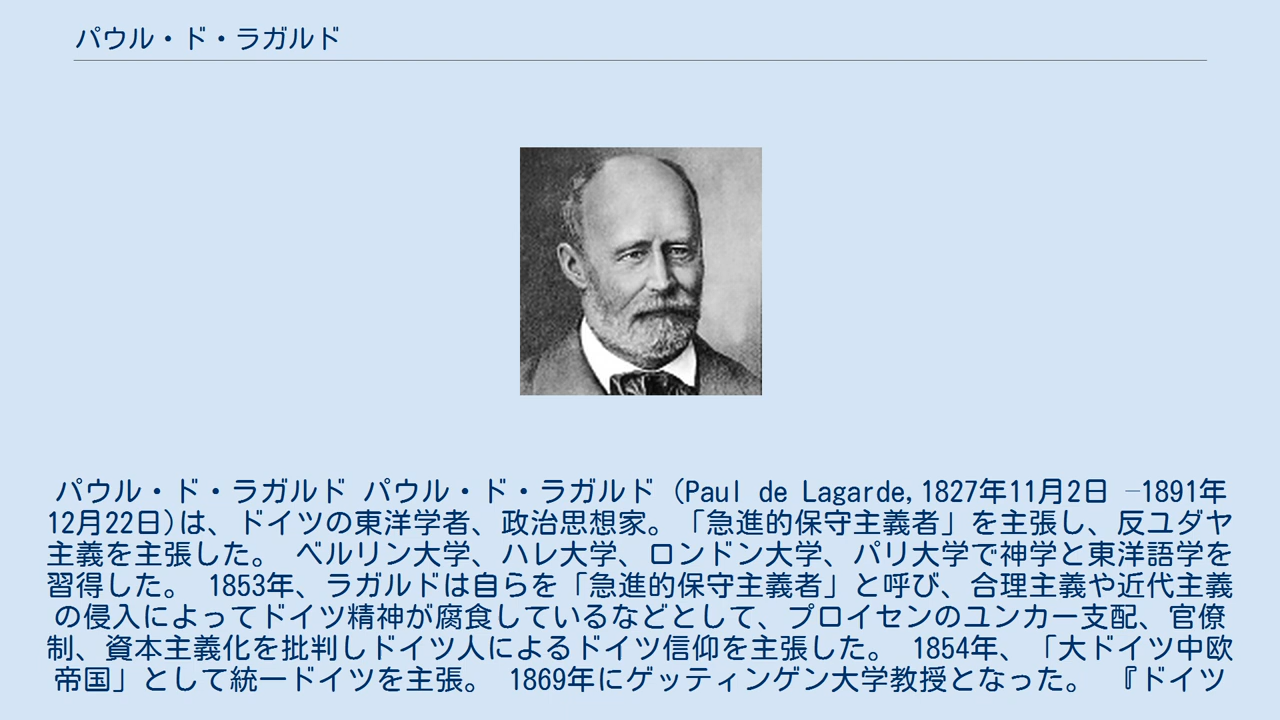 パウル・ド・ラガルド
パウル・ド・ラガルド パウル・ド・ラガルド (Paul de Lagarde,1827年11月2日 –1891年
12月22日)は、ドイツの東洋学者、政治思想家。「急進的保守主義者」を主張し、反ユダヤ
主義を主張した。 ベルリン大学、ハレ大学、ロンドン大学、パリ大学で神学と東洋語学を
習得した。 1853年、ラガルドは自らを「急進的保守主義者」と呼び、合理主義や近代主義
の侵入によってドイツ精神が腐食しているなどとして、プロイセンのユンカー支配、官僚
制、資本主義化を批判しドイツ人によるドイツ信仰を主張した。 1854年、「大ドイツ中欧
帝国」として統一ドイツを主張。 1869年にゲッティンゲン大学教授となった。 『ドイツ